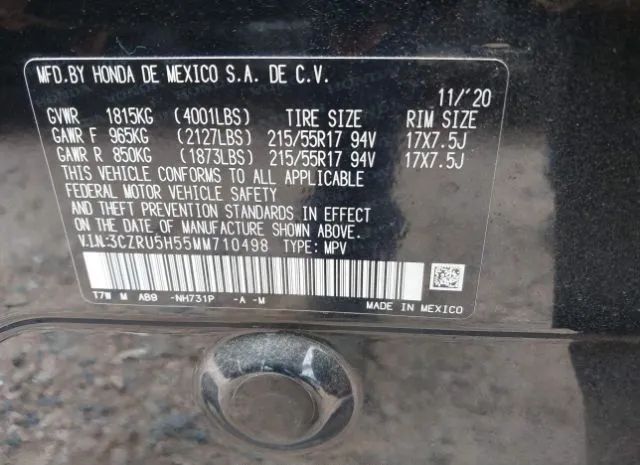 MFD.BY HONDA DE MEXICO S.A. DE C.V.
11/'20
GVWR 1815KG (4001LBS) TIRE SIZE RIM SIZE
GAWR F 965KG (2127LBS) 215/55R17 94V 17X7.5J
GAWR R 850KG (1873LBS) 215/55R17 94V 17X7.5J
THIS VEHICLE CONFORMS TO ALL APPLICABLE
FEDERAL MOTOR VEHICLE SAFETY
AND THEFT PREVENTION STANDARDS IN EFFECT
ON THE DATE OF MANUFACTURE SHOWN ABOVE.
V.I.N:3CZRU5H55MM710498 TYPE: MPV
T7W M AB9 -NH731P -A -M
MADE IN MEXICO